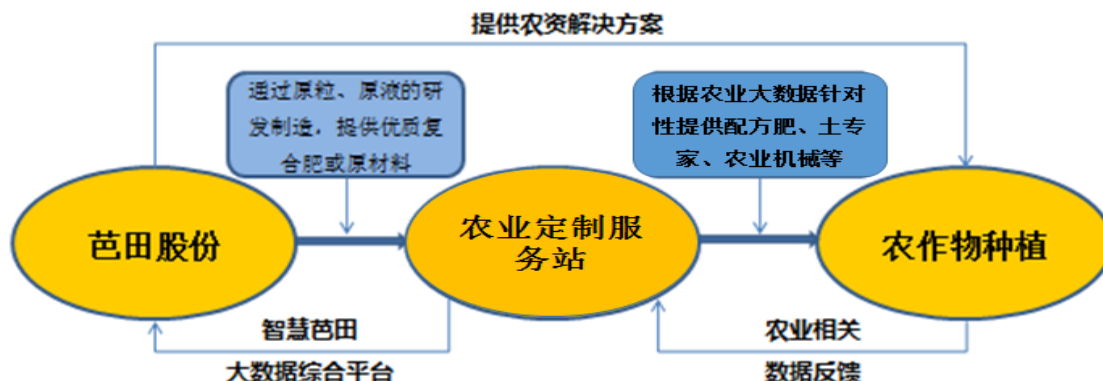 提供农资解决方案
通过原粒、原液的研
发制造，提供优质复
合肥或原材料
根据农业大数据针对
性提供配方肥、土专
家、农业机械等
芭田股份
农业定制服
务站
农作物种植
智慧芭田
大数据综合平台
农业相关
数据反馈